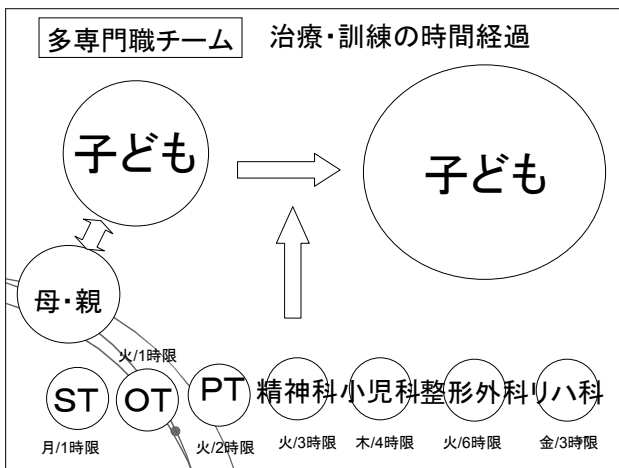 多専門職チーム
治療・訓練の時間経過
子ども
子ども
母・親
火/1時限
ST
OT
PT
精神科
小児科
整形外科
リハ科
月/1時限
火/2時限
火/3時限
木/4時限
火/6時限
金/3時限